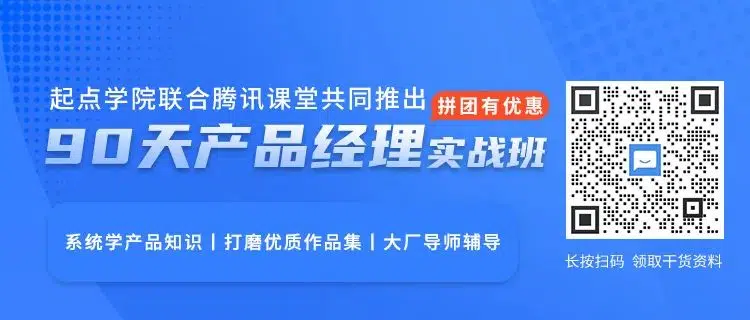 起点学院联合腾讯课堂共同推出
拼团有优惠
90天产品经理实战班
系统学产品知识丨打磨优质作品集丨大厂导师辅导
长按扫码 领取干货资料